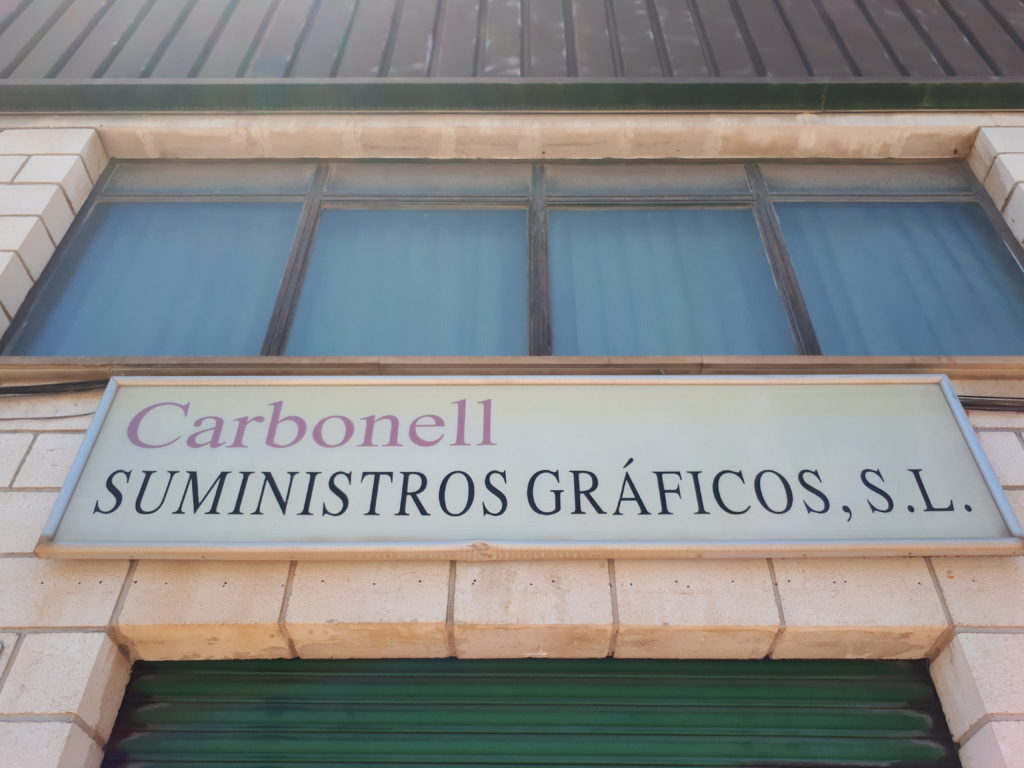 Carbonell
SUMINISTROS GRÁFICOS, S.L.